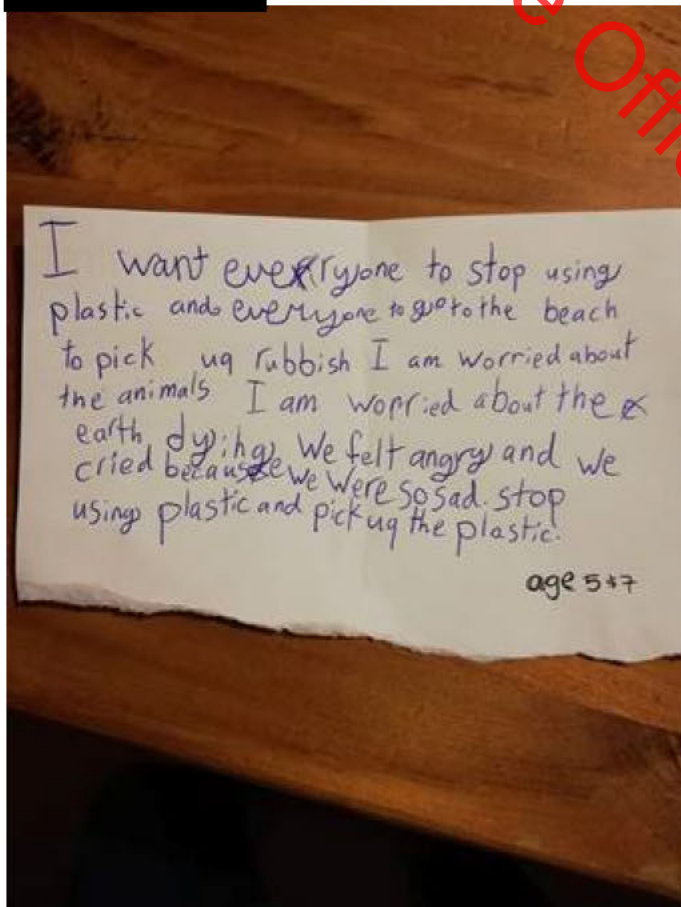 e Offi
I want everyone to stop using
plastic and everyone to go to the beach
to pick uq rubbish I am worried about
the animals I am worried about the
earth dying. We felt angry and we
cried because we were so sad. stop
using plastic and pick uq the plastic.
age 5+7